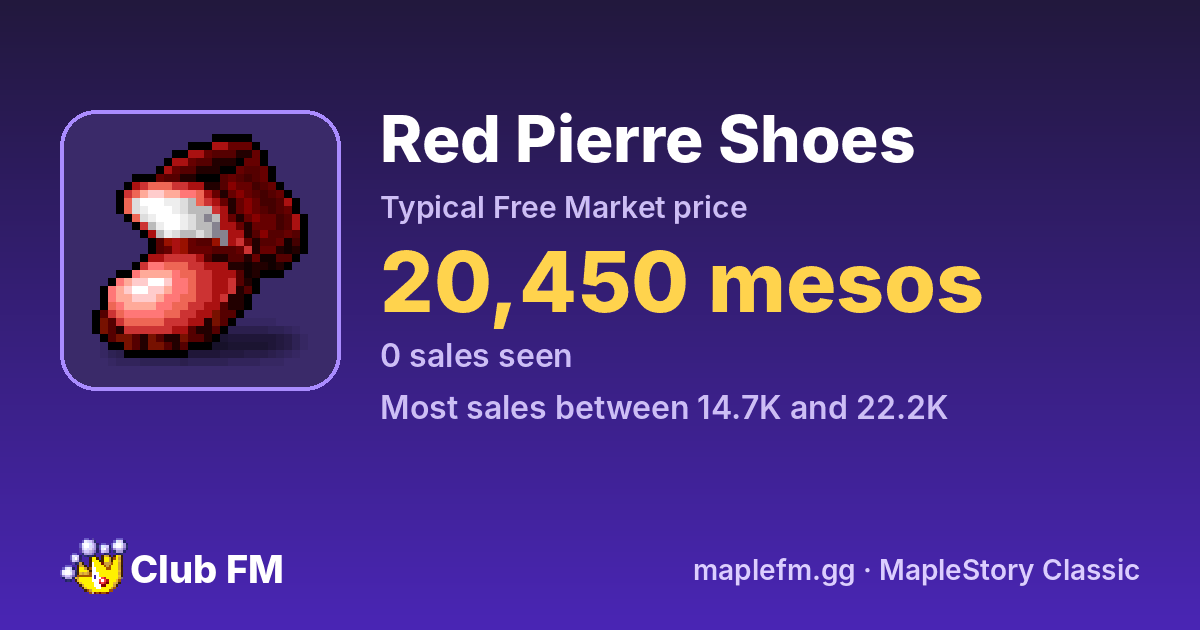 Red Pierre Shoes
Typical Free Market price
20,450 mesos
0 sales seen
Most sales between 14.7K and 22.2K
Club FM
maplefm.gg · MapleStory Classic